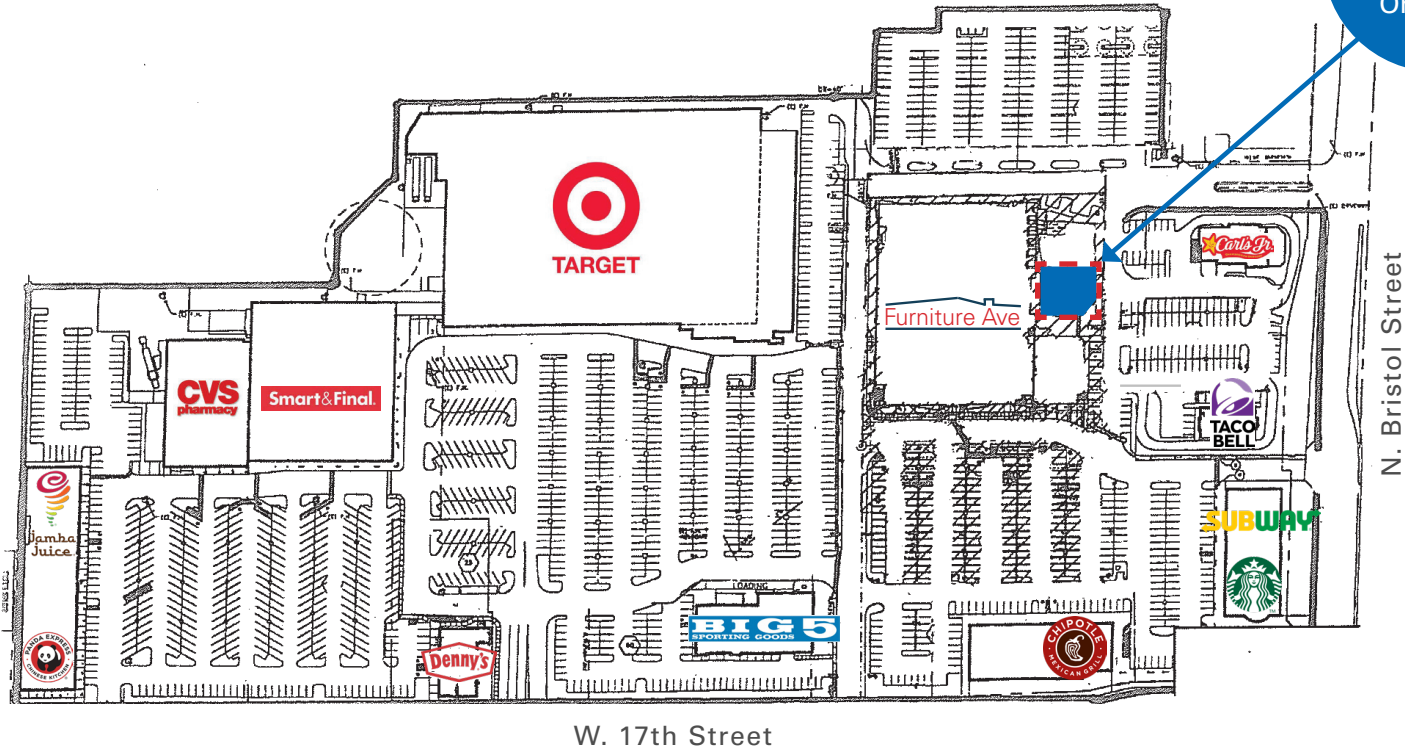 TARGET
Carl's Jr.
Furniture Ave
N. Bristol Street
CVS
pharmacy
Smart&Final.
TACO
BELL
Jamba
Juice
SUBWAY
LOADING
BIG 5
SPORTING GOODS
CHIPOTLE
MEXICAN GRILL
PANDA EXPRESS
CHINESE KITCHEN
Denny's
W. 17th Street